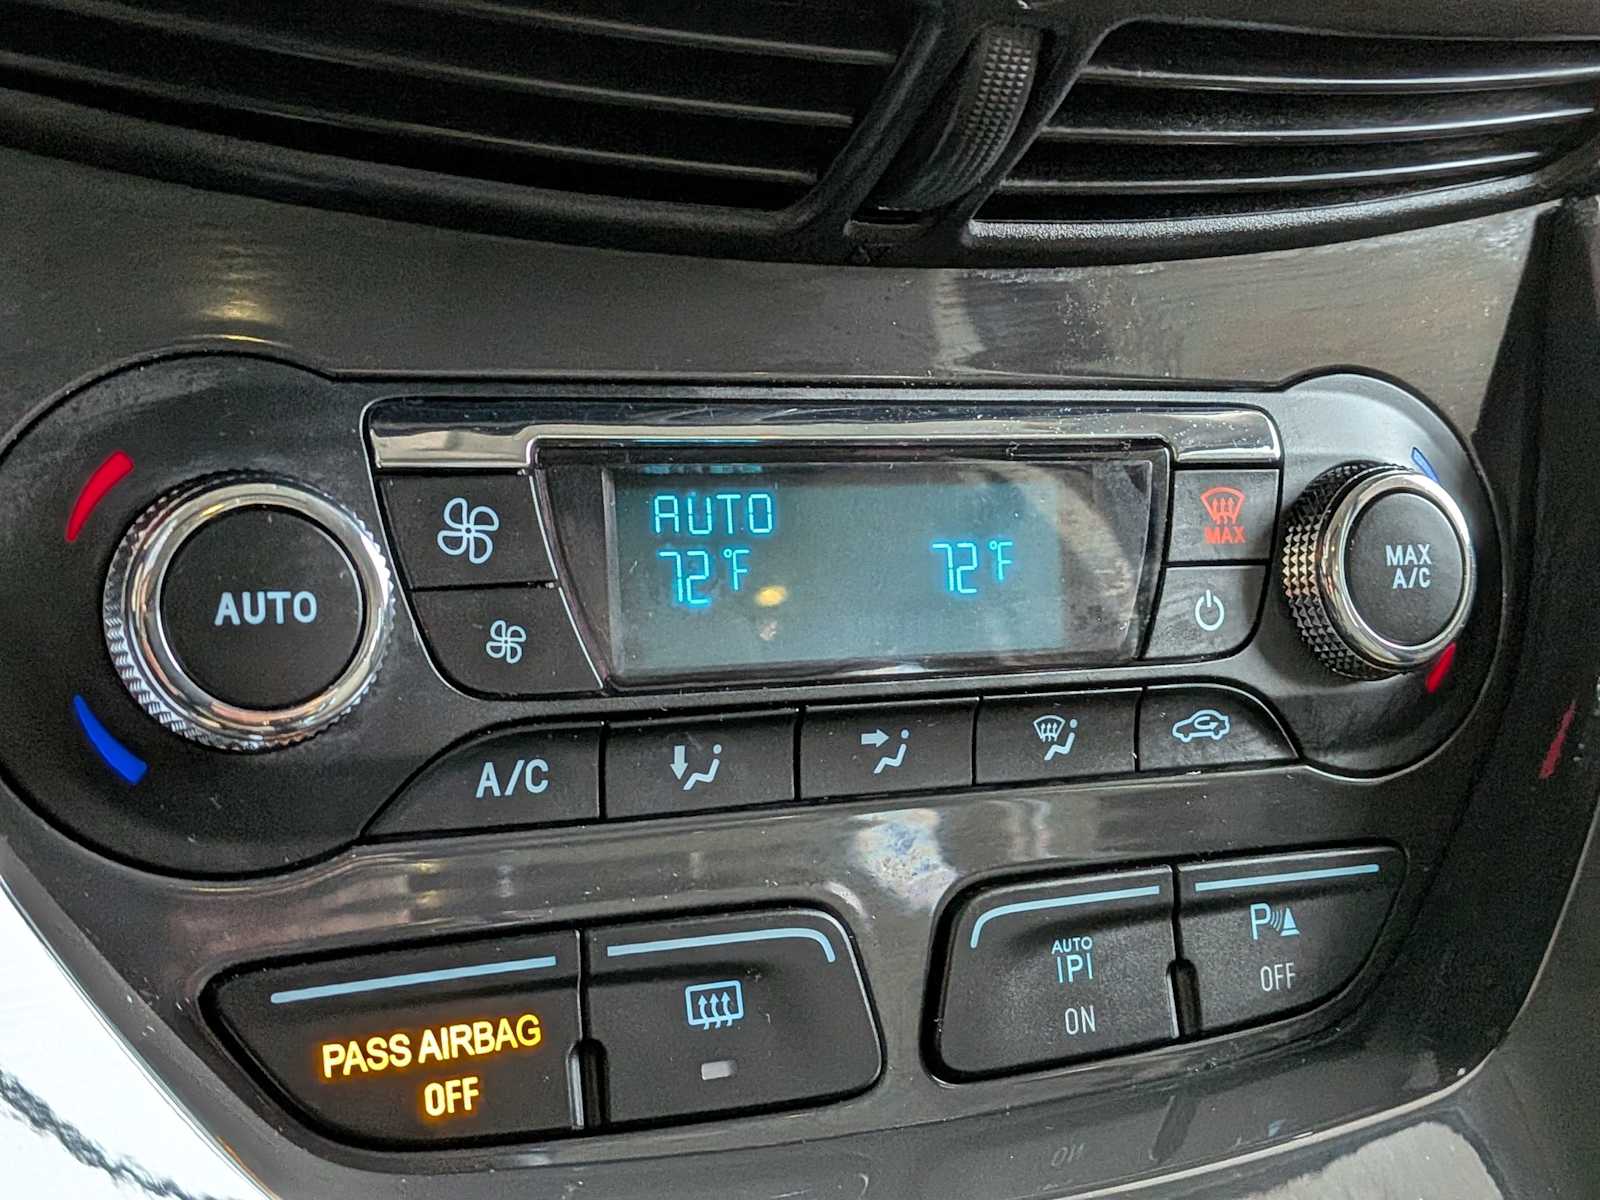 AUTO
AUTO
72°F
72°F
MAX
MAX
A/C
A/C
PASS AIRBAG
OFF
AUTO
IPI
ON
P
OFF